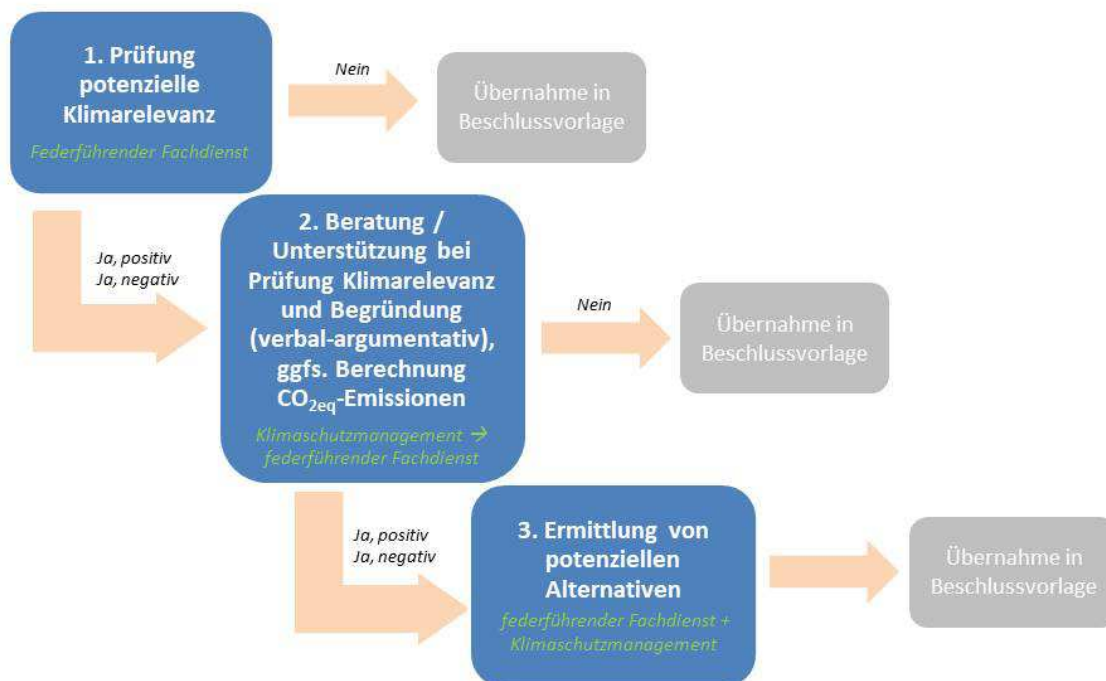 1. Prüfung
potenzielle
Klimarelevanz
Federführender Fachdienst
Nein
Übernahme in
Beschlussvorlage
Ja, positiv
Ja, negativ
2. Beratung /
Unterstützung bei
Prüfung Klimarelevanz
und Begründung
(verbal-argumentativ),
ggfs. Berechnung
CO₂eq-Emissionen
Klimaschutzmanagement →
federführender Fachdienst
Nein
Übernahme in
Beschlussvorlage
Ja, positiv
Ja, negativ
3. Ermittlung von
potenziellen
Alternativen
federführender Fachdienst +
Klimaschutzmanagement
Übernahme in
Beschlussvorlage